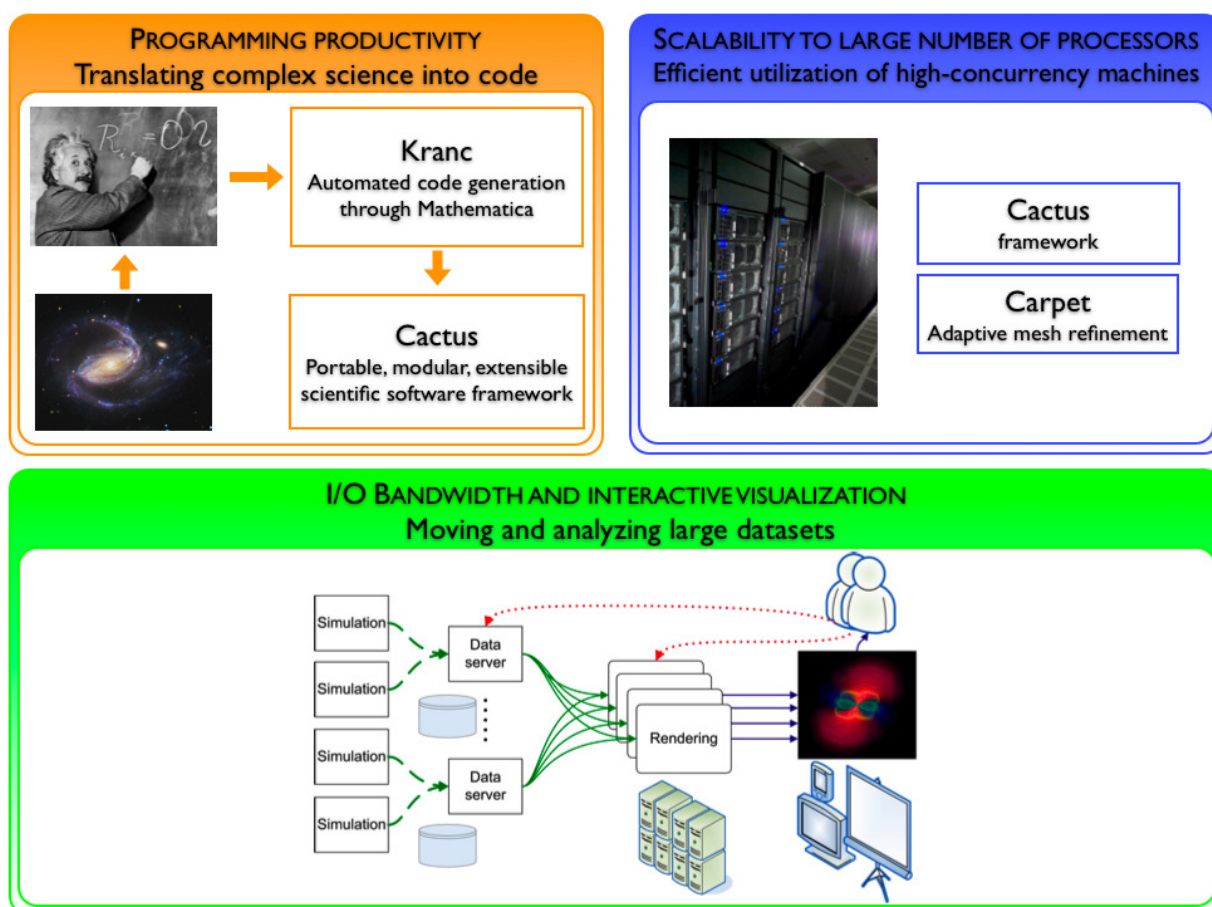 PROGRAMMING PRODUCTIVITY
Translating complex science into code
Kranc
Automated code generation
through Mathematica
Cactus
Portable, modular, extensible
scientific software framework
SCALABILITY TO LARGE NUMBER OF PROCESSORS
Efficient utilization of high-concurrency machines
Cactus
framework
Carpet
Adaptive mesh refinement
I/O BANDWIDTH AND INTERACTIVE VISUALIZATION
Moving and analyzing large datasets
Simulation
Simulation
Simulation
Simulation
Data
server
Data
server
Rendering